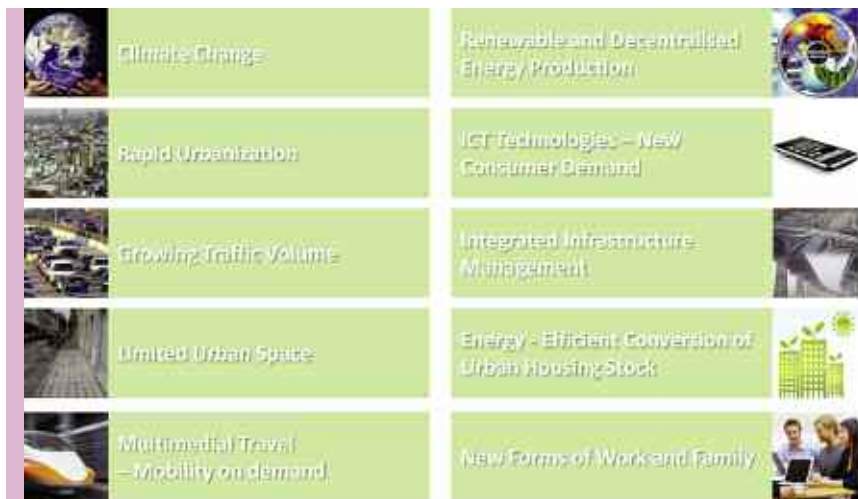 Climate Change
Rapid Urbanization
Growing Traffic Volume
Limited Urban Space
Multimedial Travel
– Mobility on demand
Renewable and Decentralised
Energy Production
ICT Technologies – New
Consumer Demand
Integrated Infrastructure
Management
Energy - Efficient Conversion of
Urban Housing Stock
New Forms of Work and Family